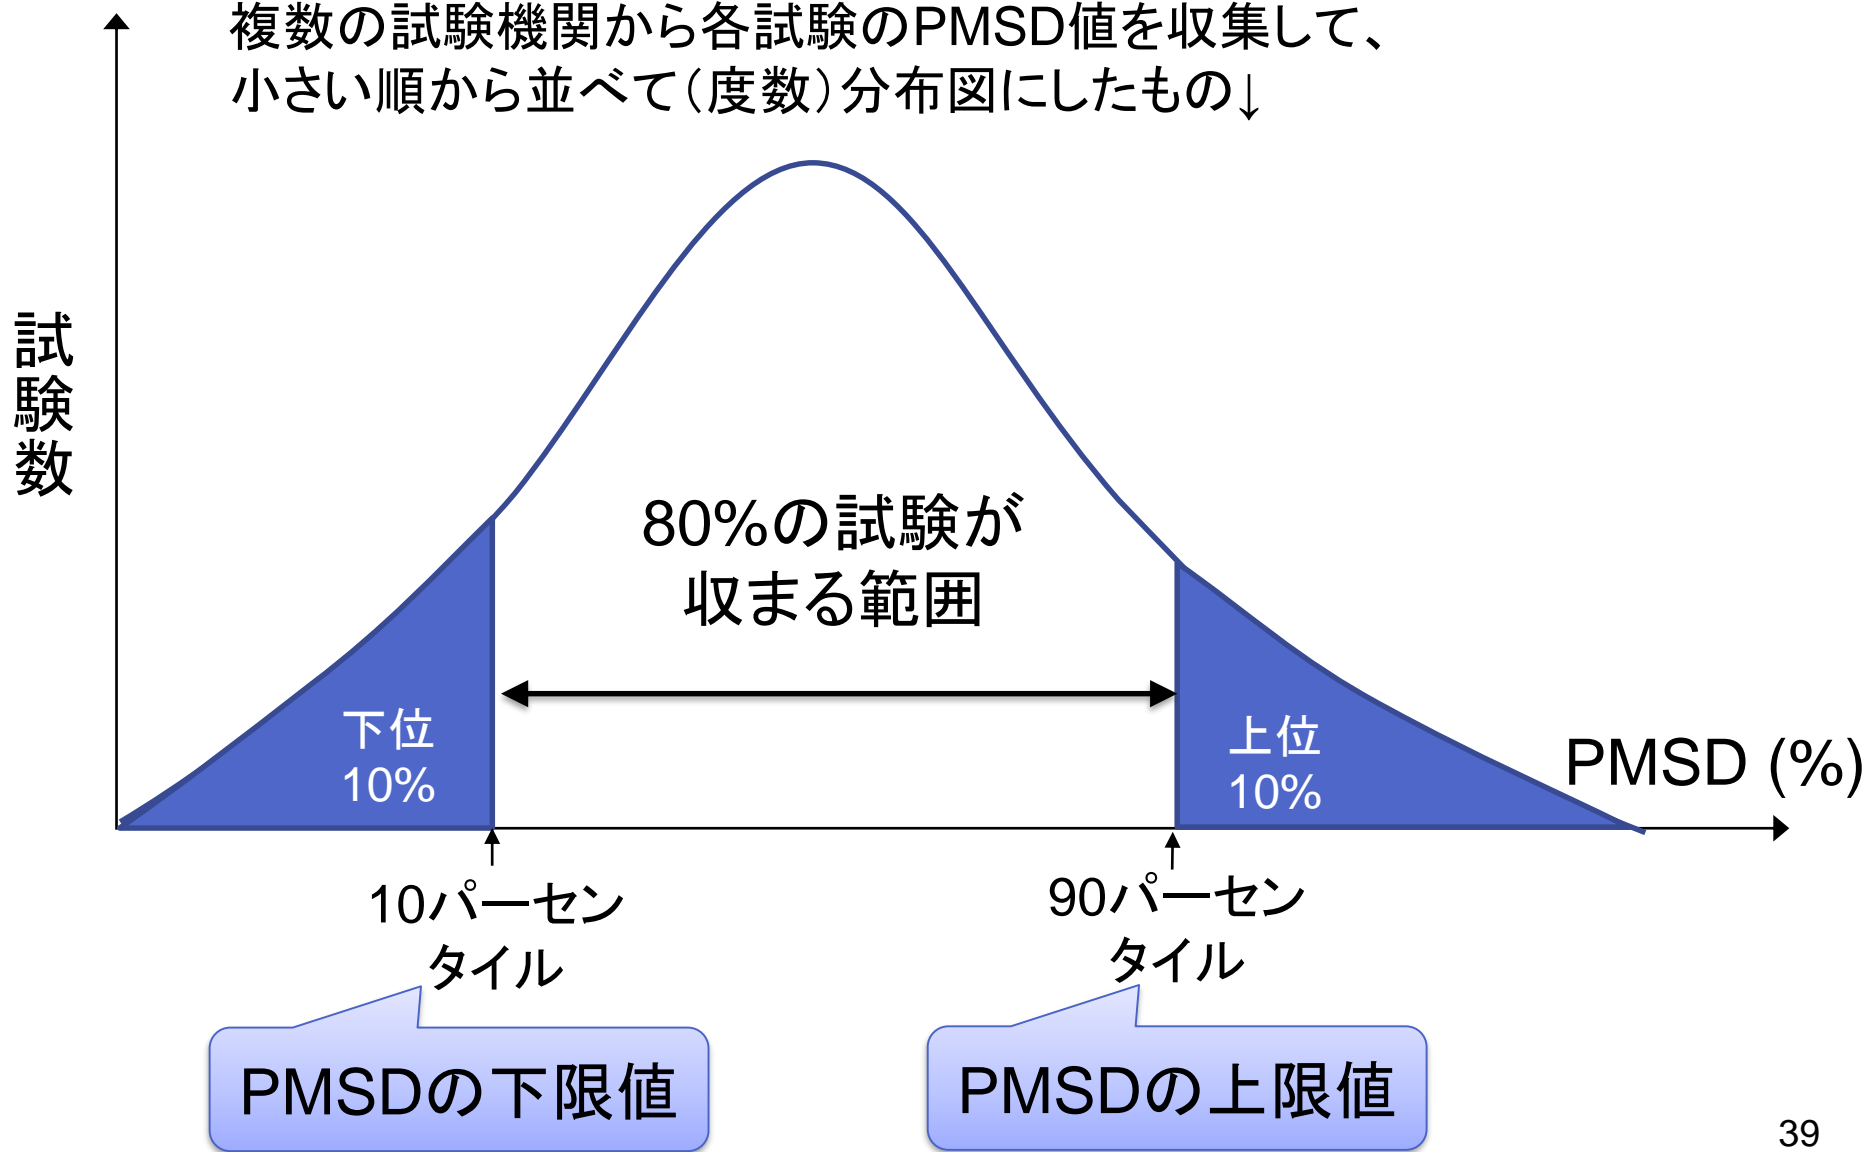 複数の試験機関から各試験のPMSD値を収集して、
小さい順から並べて（度数）分布図にしたもの↓
試験数
80%の試験が
収まる範囲
下位
10%
上位
10%
PMSD (%)
10パーセン
タイル
90パーセン
タイル
PMSDの下限値
PMSDの上限値
39